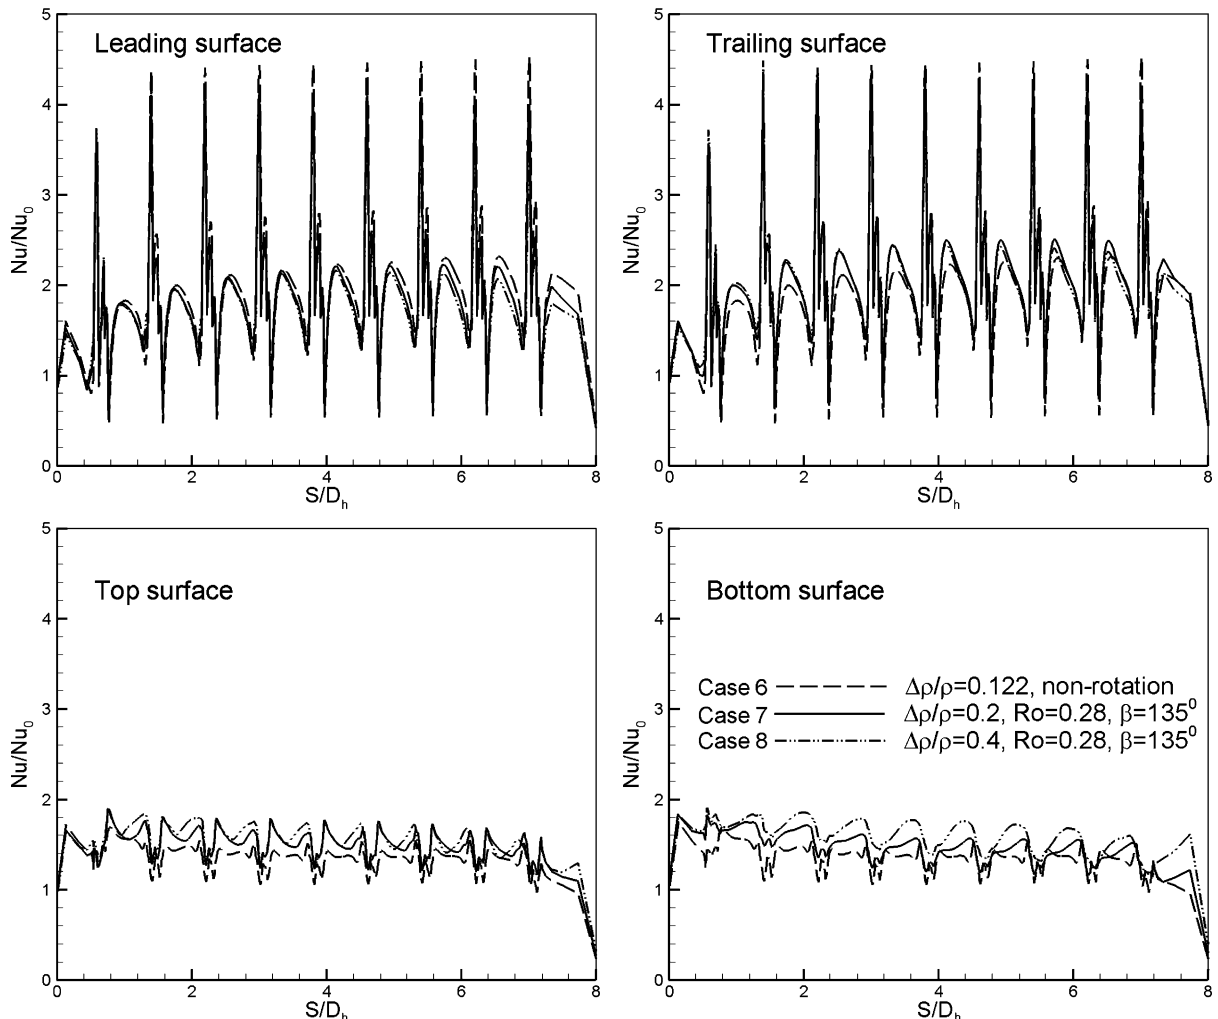 Leading surface
5
4
3
2
1
0
Nu/Nu0
0 2 4 6 8
S/Dh
Trailing surface
5
4
3
2
1
0
Nu/Nu0
0 2 4 6 8
S/Dh
Top surface
5
4
3
2
1
0
Nu/Nu0
0 2 4 6 8
S/Dh
Bottom surface
Case 6 Δρ/ρ=0.122, non-rotation
Case 7 Δρ/ρ=0.2, Ro=0.28, β=135⁰
Case 8 Δρ/ρ=0.4, Ro=0.28, β=135⁰
5
4
3
2
1
0
Nu/Nu0
0 2 4 6 8
S/Dh